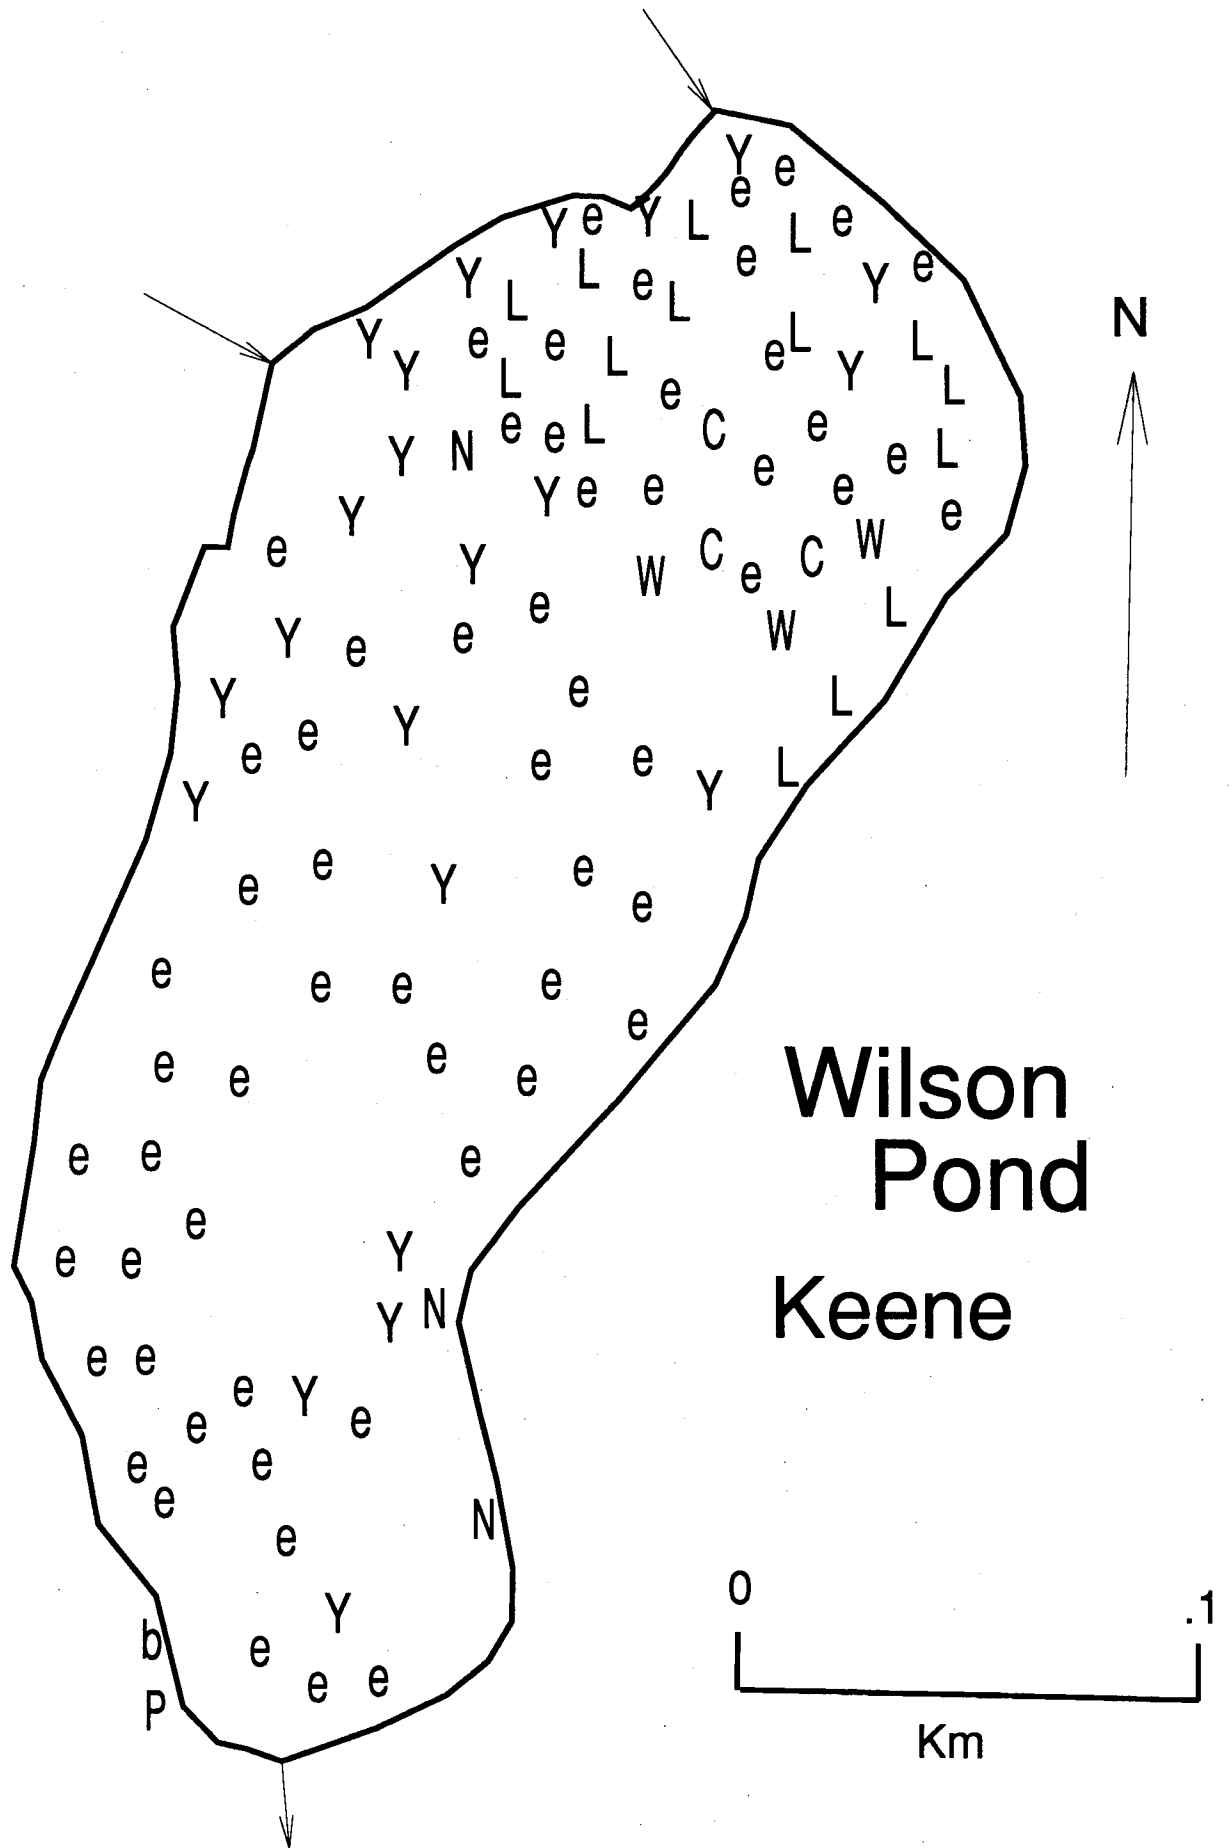 Y e
e
Y e Y L L e
e
Y L e Y e
L L
Y e e L e L L
Y L e Y L
e e L C e
Y N e e L
Y e e e e e
Y e
e Y W C e C W
e L
Y e e W
Y e L
e e Y
Y e e Y L
e e Y e
e
e e e e
e
e e e e
e e e
e
e e Y
Y N
e e
e Y e
e
e e
e
N
e
Y
b e
e e
P
N
Wilson
Pond
Keene
0 .1
Km